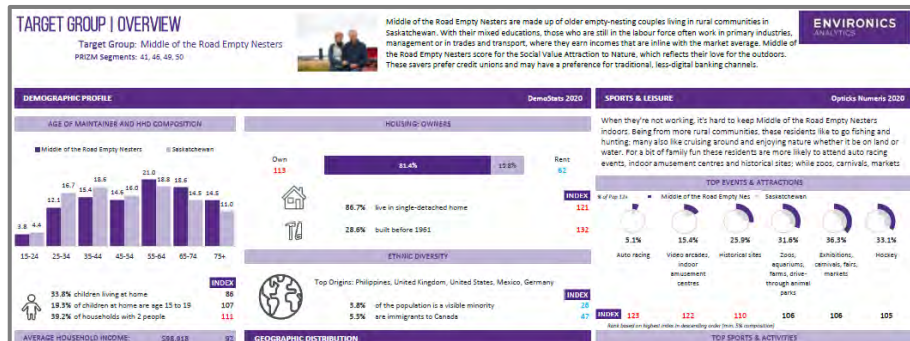 TARGET GROUP | OVERVIEW
Target Group: Middle of the Road Empty Nesters
PRIZM Segments: 41, 46, 49, 50
Middle of the Road Empty Nesters are made up of older empty-nesting couples living in rural communities in
Saskatchewan. With their mixed educations, those who are still in the labour force often work in primary industries,
management or in trades and transport, where they earn incomes that are inline with the market average. Middle of
the Road Empty Nesters score for the Social Value Attraction to Nature, which reflects their love for the outdoors.
These savers prefer credit unions and may have a preference for traditional, less-digital banking channels.
ENVIRONICS
ANALYTICS
DEMOGRAPHIC PROFILE
DemoStats 2020
AGE OF MAINTAINER AND HHD COMPOSITION
Middle of the Road Empty Nesters
Saskatchewan
3.8 4.4 12.1 16.7 15.4 18.6 14.6 16.0 21.0 18.8 18.6 14.5 14.5 11.0
15-24 25-34 35-44 45-54 55-64 65-74 75+
INDEX
33.8% children living at home 86
19.3% of children at home are age 15 to 19 107
39.2% of households with 2 people 111
AVERAGE HOUSEHOLD INCOME:
92
HOUSING: OWNERS
Own
113
81.4%
Rent
62
INDEX
86.7% live in single-detached home 121
28.6% built before 1961 132
ETHNIC DIVERSITY
Top Origins: Philippines, United Kingdom, United States, Mexico, Germany
INDEX
5.8% of the population is a visible minority
5.5% are immigrants to Canada 47
GEOGRAPHIC DISTRIBUTION
SPORTS & LEISURE
Opticks Numeris 2020
When they're not working, it's hard to keep Middle of the Road Empty Nesters
indoors. Being from more rural communities, these residents like to go fishing and
hunting; many also like cruising around and enjoying nature whether it be on land or
water. For a bit of family fun these residents are more likely to attend auto racing
events, indoor amusement centres and historical sites; while zoos, carnivals, markets
TOP EVENTS & ATTRACTIONS
% of Pop 12+
Middle of the Road Empty Nes
Saskatchewan
5.1% 15.4% 25.9% 31.6% 36.3% 33.1%
Auto racing
Video arcades,
indoor
amusement
centres
Historical sites
Zoos,
aquariums,
farms, drive-
through animal
parks
Exhibitions,
carnivals, fairs,
markets
Hockey
INDEX 123 122 110 106 106 105
Rank based on highest index in descending order (min. 5% composition)
TOP SPORTS & ACTIVITIES